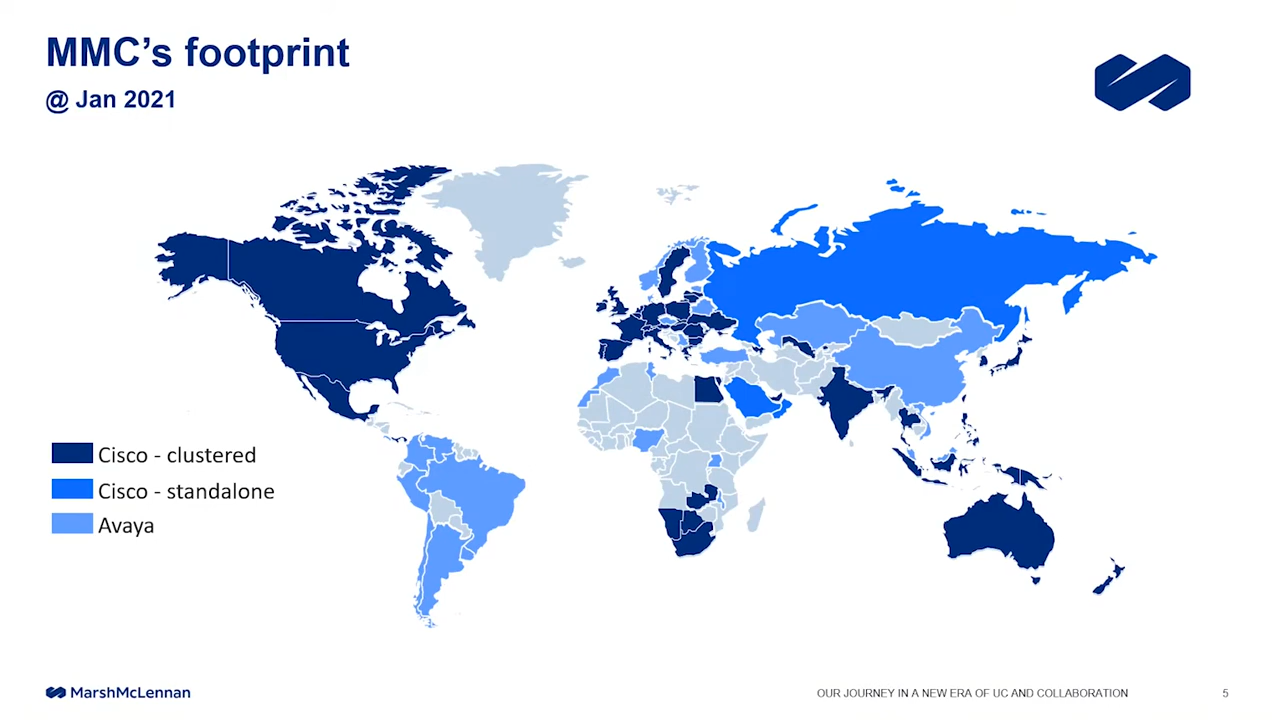 MMC’s footprint
@ Jan 2021
Cisco - clustered
Cisco - standalone
Avaya
MarshMcLennan
OUR JOURNEY IN A NEW ERA OF UC AND COLLABORATION
5